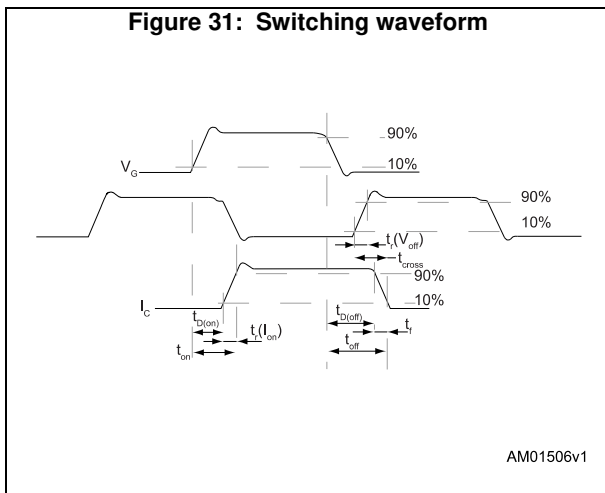 Figure 31: Switching waveform
90%
V_G
10%
90%
10%
t_r(V_off)
t_cross
90%
I_C
10%
t_D(on)
t_r(I_on)
t_on
t_D(off)
t_f
t_off
AM01506v1